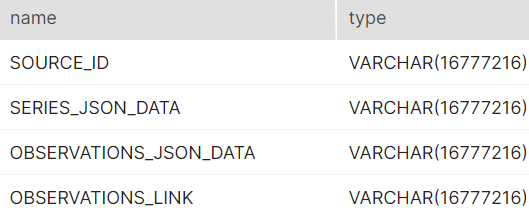 name type
SOURCE_ID VARCHAR(16777216)
SERIES_JSON_DATA VARCHAR(16777216)
OBSERVATIONS_JSON_DATA VARCHAR(16777216)
OBSERVATIONS_LINK VARCHAR(16777216)